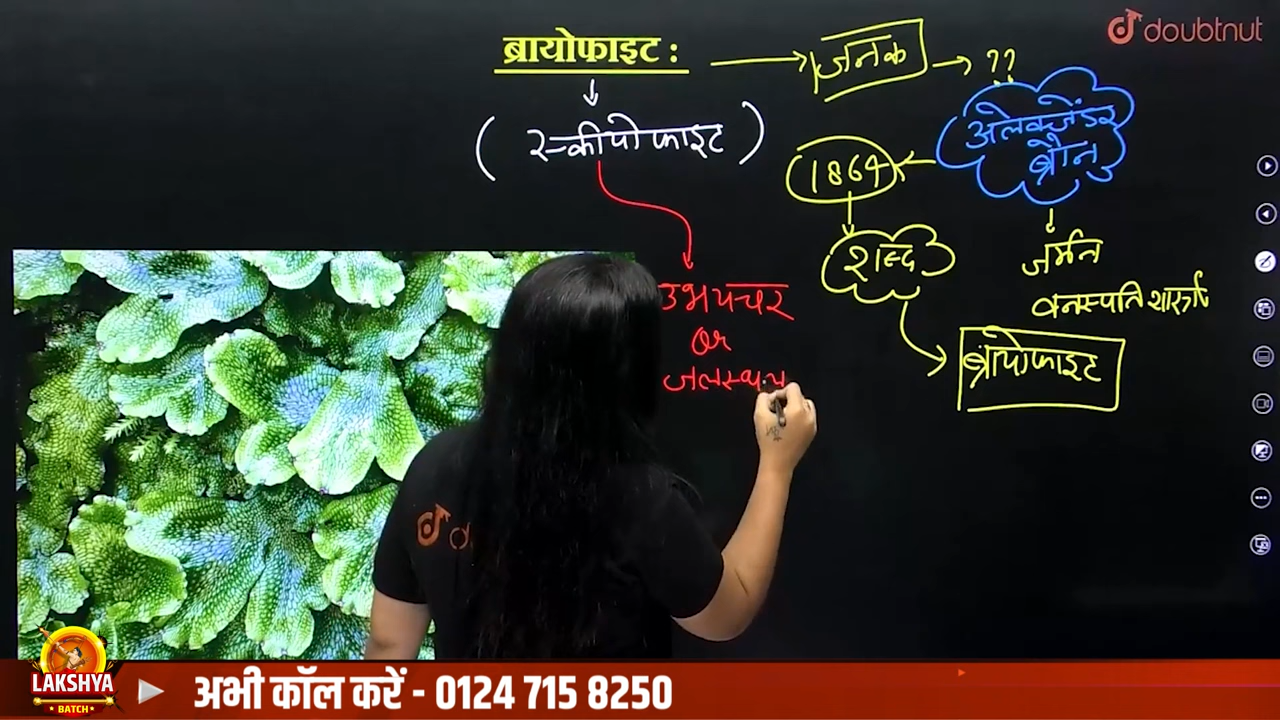 ब्रायोफाइट :
जनक
??
doubtnut
(स्कीयोफाइट)
अलेक्जेंडर
ब्रौन
1864
शब्द
जर्मन
वनस्पति शास्त्री
ब्रायोफाइट
उभयचर
or
जलस्थल
LAKSHYA
BATCH
अभी कॉल करें - 0124 715 8250